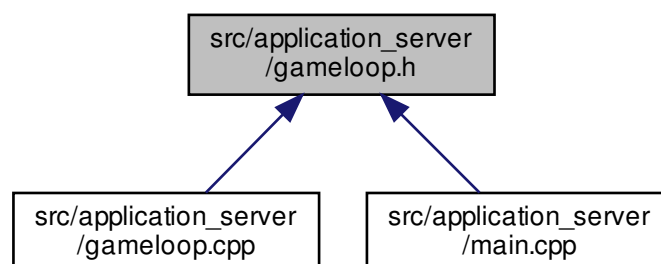 src/application_server
/gameloop.h
src/application_server
/gameloop.cpp
src/application_server
/main.cpp